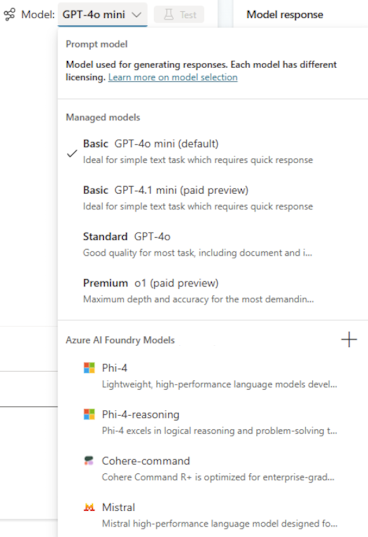 Model: GPT-4o mini Test Model response
Prompt model
Model used for generating responses. Each model has different
licensing. Learn more on model selection
Managed models
Basic GPT-4o mini (default)
Ideal for simple text task which requires quick response
Basic GPT-4.1 mini (paid preview)
Ideal for simple text task which requires quick response
Standard GPT-4o
Good quality for most task, including document and i...
Premium o1 (paid preview)
Maximum depth and accuracy for the most demandin...
Azure AI Foundry Models
Phi-4
Lightweight, high-performance language models devel...
Phi-4-reasoning
Phi-4 excels in logical reasoning and problem-solving t...
Cohere-command
Cohere Command R+ is optimized for enterprise-grad...
Mistral
Mistral high-performance language model designed fo...